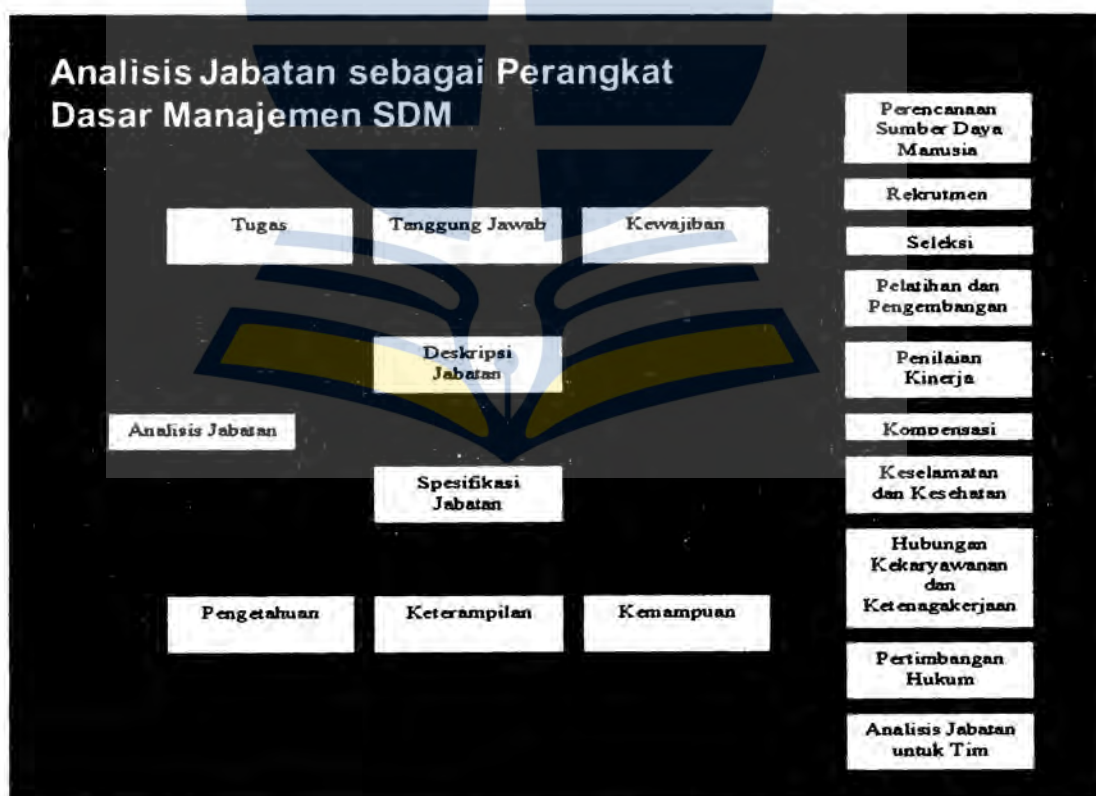 Analisis Jabatan sebagai Perangkat
Dasar Manajemen SDM
Tugas
Tanggung Jawab
Kewajiban
Deskripsi
Jabatan
Analisis Jabatan
Spesifikasi
Jabatan
Pengetahuan
Keterampilan
Kemampuan
Perencanaan
Sumber Daya
Manusia
Rekrutmen
Seleksi
Pelatihan dan
Pengembangan
Penilaian
Kinerja
Kompensasi
Keselamatan
dan Kesehatan
Hubungan
Kekaryawanan
dan
Ketenagakerjaan
Pertimbangan
Hukum
Analisis Jabatan
untuk Tim